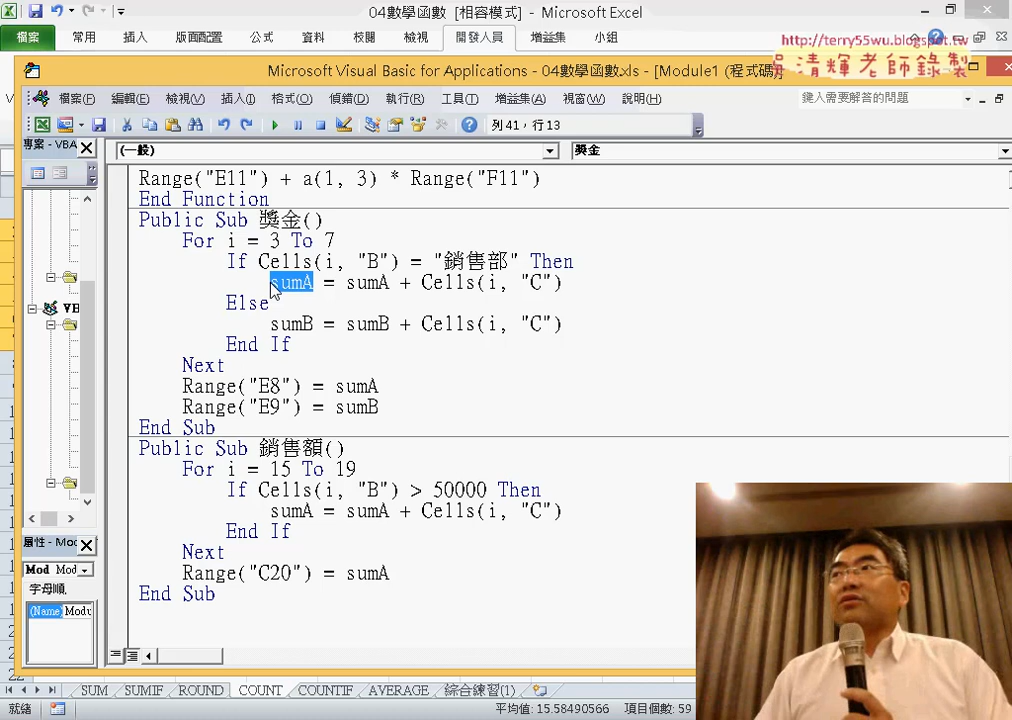 04數學函數 [相容模式] - Microsoft Excel
檔案 常用 插入 版面配置 公式 資料 校閱 檢視 開發人員 增益集 小組
http://terry55wu.blogspot.tw
吳清輝老師錄製
Microsoft Visual Basic for Applications - 04數學函數.xls - [Module1 (程式碼)]
檔案(F) 編輯(E) 檢視(V) 插入(I) 格式(O) 偵錯(D) 執行(R) 工具(T) 增益集(A) 視窗(W) 說明(H) 鍵入需要解答的問題
列 41，行 13
專案 - VBA
(一般) 獎金
Range("E11") + a(1, 3) * Range("F11")
End Function
Public Sub 獎金()
For i = 3 To 7
If Cells(i, "B") = "銷售部" Then
sumA = sumA + Cells(i, "C")
Else
sumB = sumB + Cells(i, "C")
End If
Next
Range("E8") = sumA
Range("E9") = sumB
End Sub
Public Sub 銷售額()
For i = 15 To 19
If Cells(i, "B") > 50000 Then
sumA = sumA + Cells(i, "C")
End If
Next
Range("C20") = sumA
End Sub
屬性 - Mod
Mod Mod
字母順
(Name) Modu
SUM SUMIF ROUND COUNT COUNTIF AVERAGE 綜合練習(1)
就緒 平均值: 15.58490566 項目個數: 59